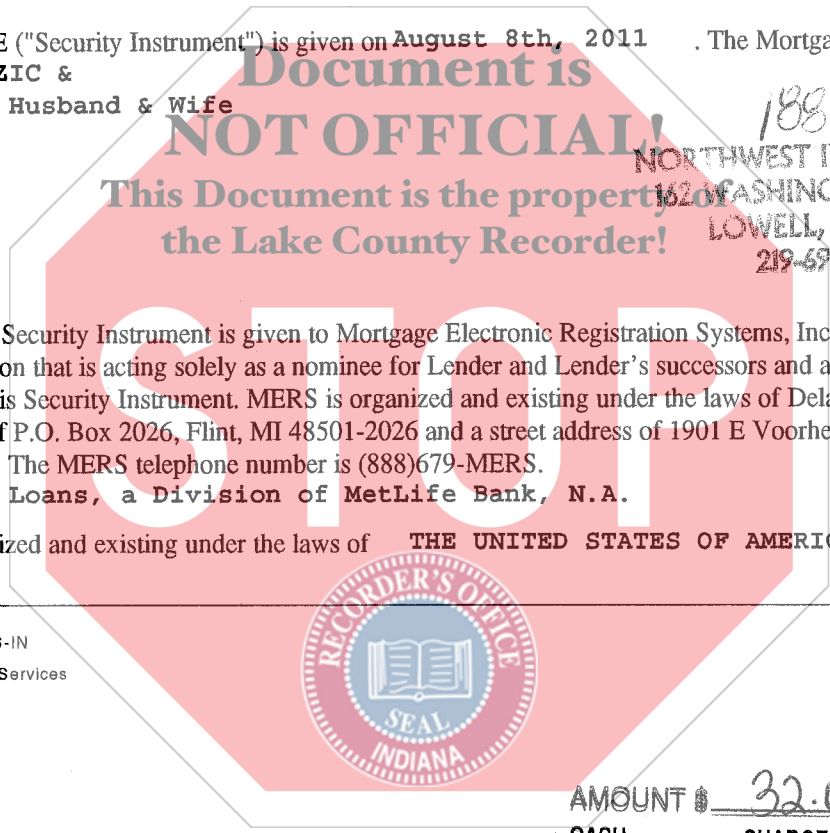 E ("Security Instrument") is given on August 8th, 2011 . The Mortga
ZIC &
Husband & Wife
Document is
NOT OFFICIAL!
This Document is the property of
the Lake County Recorder!
188
NORTHWEST I
162 WASHING
LOWELL,
219-69
STOP
Security Instrument is given to Mortgage Electronic Registration Systems, Inc
on that is acting solely as a nominee for Lender and Lender's successors and a
is Security Instrument. MERS is organized and existing under the laws of Dela
f P.O. Box 2026, Flint, MI 48501-2026 and a street address of 1901 E Voorhe
The MERS telephone number is (888)679-MERS.
Loans, a Division of MetLife Bank, N.A.
ized and existing under the laws of THE UNITED STATES OF AMERIC
-IN
Services
RECORDER'S OFFICE
SEAL
INDIANA
AMOUNT $ 32.
CASH